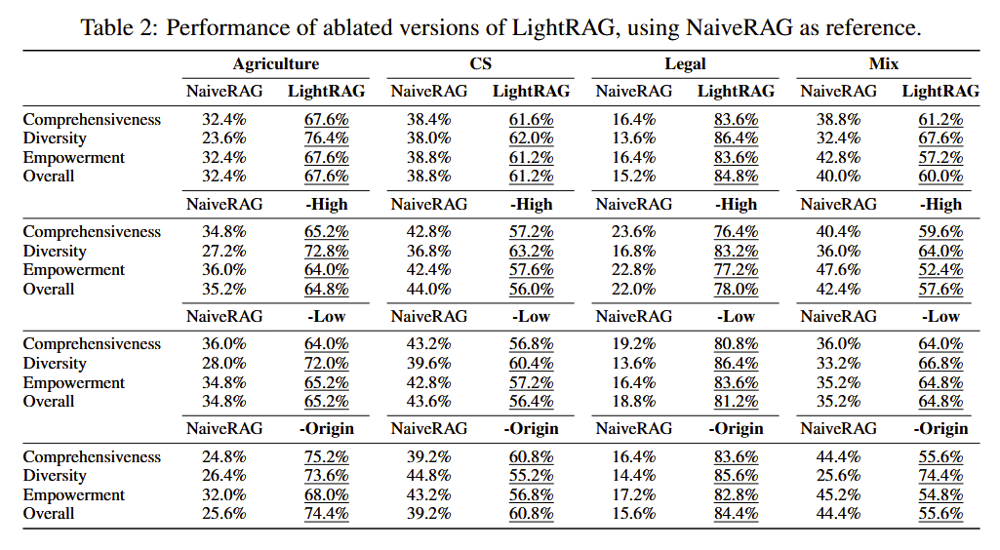 Table 2: Performance of ablated versions of LightRAG, using NaiveRAG as reference.
Agriculture CS Legal Mix
NaiveRAG LightRAG NaiveRAG LightRAG NaiveRAG LightRAG NaiveRAG LightRAG
Comprehensiveness 32.4% 67.6% 38.4% 61.6% 16.4% 83.6% 38.8% 61.2%
Diversity 23.6% 76.4% 38.0% 62.0% 13.6% 86.4% 32.4% 67.6%
Empowerment 32.4% 67.6% 38.8% 61.2% 16.4% 83.6% 42.8% 57.2%
Overall 32.4% 67.6% 38.8% 61.2% 15.2% 84.8% 40.0% 60.0%
NaiveRAG -High NaiveRAG -High NaiveRAG -High NaiveRAG -High
Comprehensiveness 34.8% 65.2% 42.8% 57.2% 23.6% 76.4% 40.4% 59.6%
Diversity 27.2% 72.8% 36.8% 63.2% 16.8% 83.2% 36.0% 64.0%
Empowerment 36.0% 64.0% 42.4% 57.6% 22.8% 77.2% 47.6% 52.4%
Overall 35.2% 64.8% 44.0% 56.0% 22.0% 78.0% 42.4% 57.6%
NaiveRAG -Low NaiveRAG -Low NaiveRAG -Low NaiveRAG -Low
Comprehensiveness 36.0% 64.0% 43.2% 56.8% 19.2% 80.8% 36.0% 64.0%
Diversity 28.0% 72.0% 39.6% 60.4% 13.6% 86.4% 33.2% 66.8%
Empowerment 34.8% 65.2% 42.8% 57.2% 16.4% 83.6% 35.2% 64.8%
Overall 34.8% 65.2% 43.6% 56.4% 18.8% 81.2% 35.2% 64.8%
NaiveRAG -Origin NaiveRAG -Origin NaiveRAG -Origin NaiveRAG -Origin
Comprehensiveness 24.8% 75.2% 39.2% 60.8% 16.4% 83.6% 44.4% 55.6%
Diversity 26.4% 73.6% 44.8% 55.2% 14.4% 85.6% 25.6% 74.4%
Empowerment 32.0% 68.0% 43.2% 56.8% 17.2% 82.8% 45.2% 54.8%
Overall 25.6% 74.4% 39.2% 60.8% 15.6% 84.4% 44.4% 55.6%